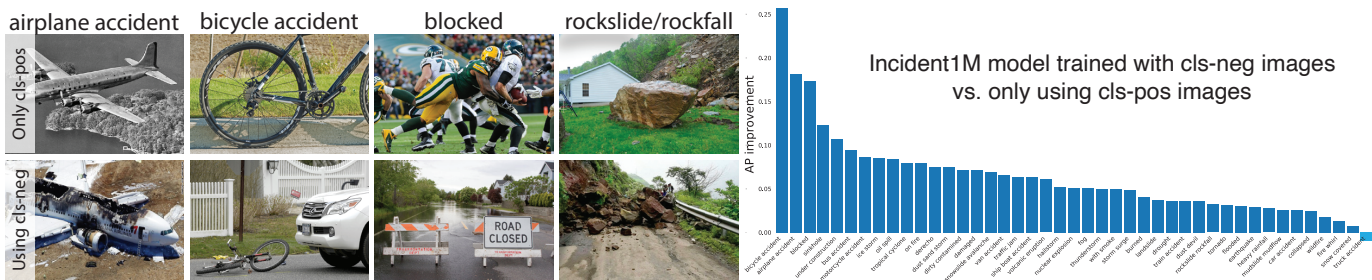 airplane accident
bicycle accident
blocked
rockslide/rockfall
Only cls-pos
Using cls-neg
ROAD
CLOSED
Incident1M model trained with cls-neg images
vs. only using cls-pos images
AP improvement
0.25
0.20
0.15
0.10
0.05
0.00
bicycle accident
airplane accident
blocked
sinkhole
under construction
bus accident
motorcycle accident
ice storm
oil spill
tropical cyclone
on fire
derecho
dust sand storm
dirty contamined
damaged
snowslide avalanche
van accident
traffic jam
ship boat accident
volcanic eruption
hailstorm
nuclear explosion
fog
thunderstorm
with smoke
storm surge
burned
landslide
drought
train accident
dust devil
rockslide rockfall
tornado
flooded
earthquake
heavy rainfall
mudslide mudflow
car accident
collapsed
wildfire
fire whirl
snow covered
truck accident